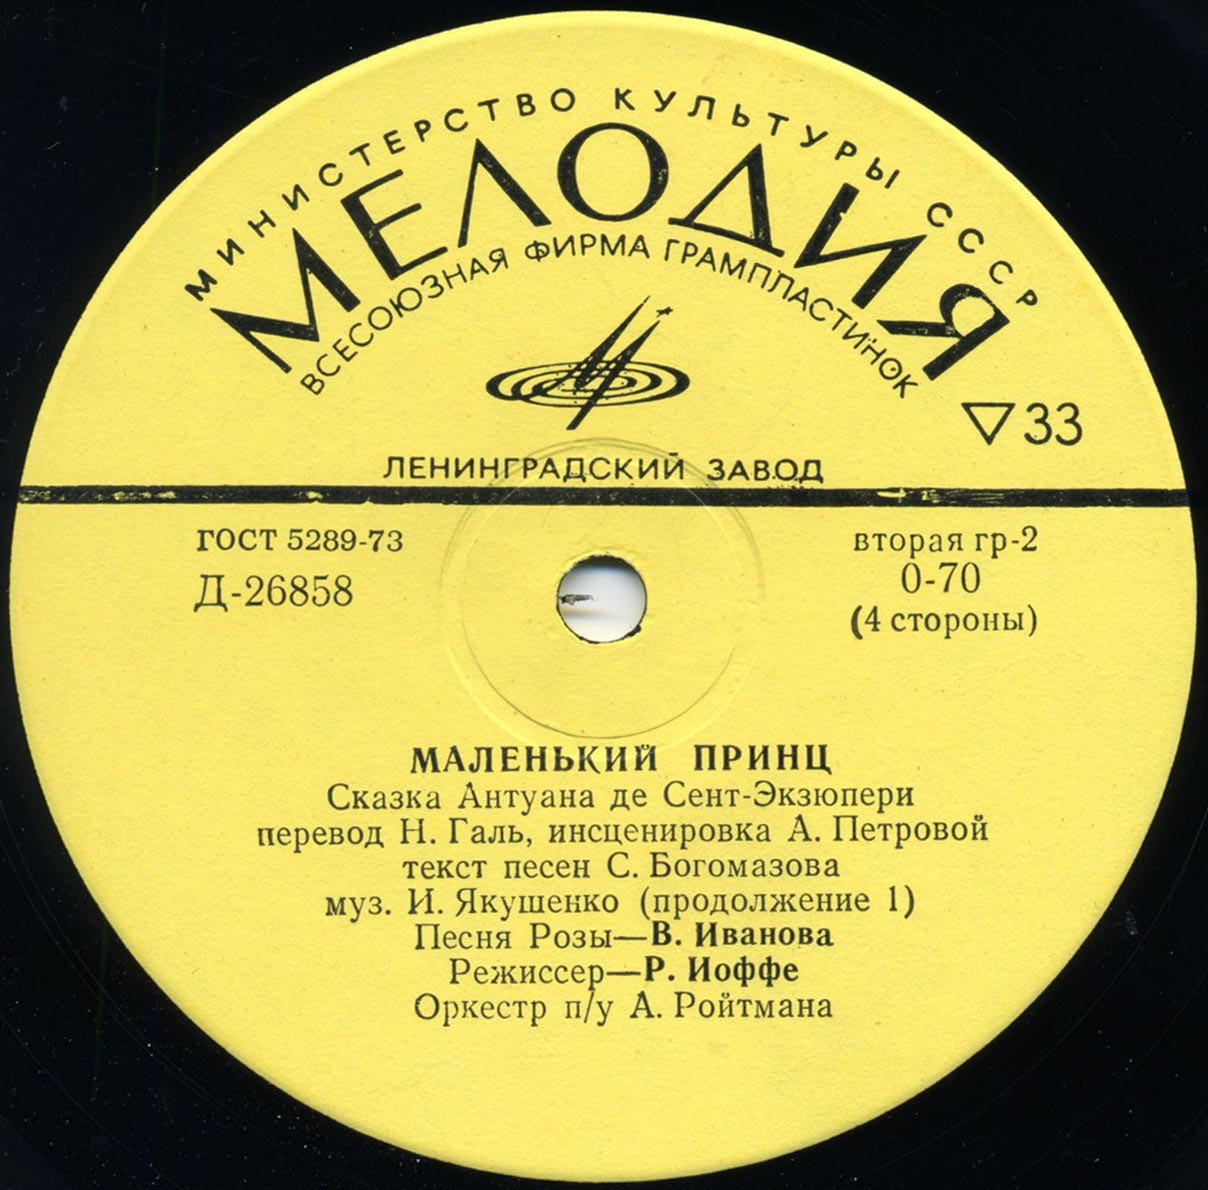 МИНИСТЕРСТВО КУЛЬТУРЫ СССР
МЕЛОДИЯ
ВСЕСОЮЗНАЯ ФИРМА ГРАМПЛАСТИНОК
▽33
ЛЕНИНГРАДСКИЙ ЗАВОД
ГОСТ 5289-73
Д-26858
вторая гр-2
0-70
(4 стороны)
МАЛЕНЬКИЙ ПРИНЦ
Сказка Антуана де Сент-Экзюпери
перевод Н. Галь, инсценировка А. Петровой
текст песен С. Богомазова
муз. И. Якушенко (продолжение 1)
Песня Розы—В. Иванова
Режиссер—Р. Иоффе
Оркестр п/у А. Ройтмана